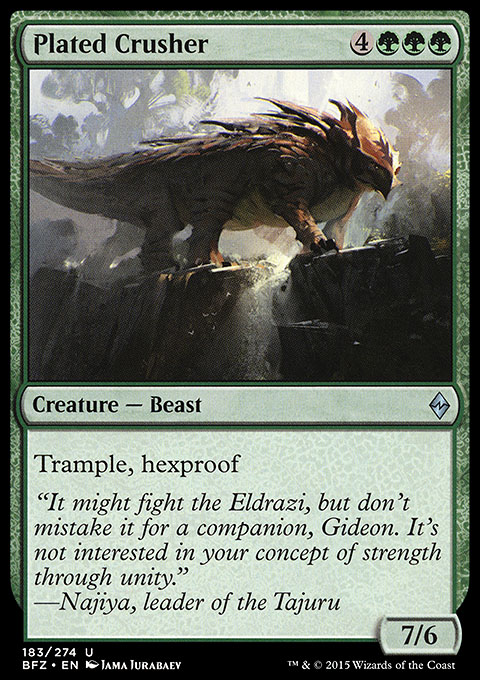 Plated Crusher 4
Creature — Beast
Trample, hexproof
“It might fight the Eldrazi, but don’t
mistake it for a companion, Gideon. It’s
not interested in your concept of strength
through unity.”
—Najiya, leader of the Tajuru
7/6
183/274 U
BFZ • EN Jama Jurabaev
™ & © 2015 Wizards of the Coast